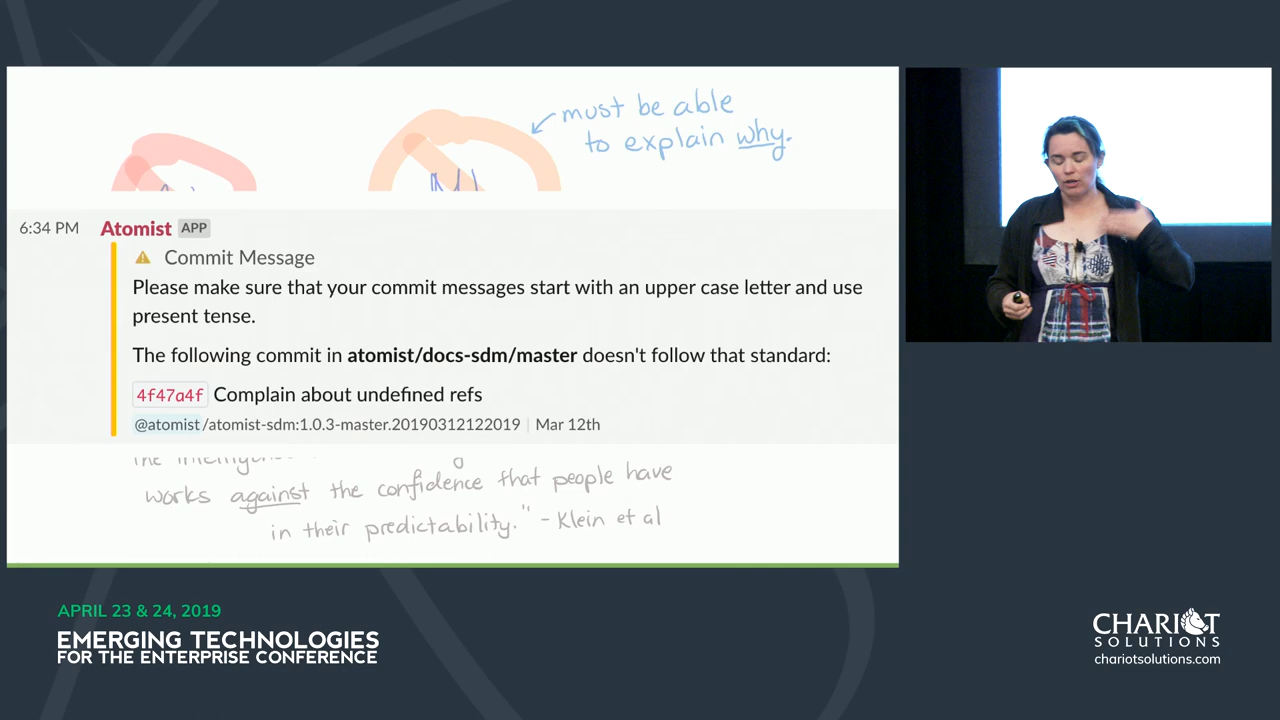 must be able
to explain why.
6:34 PM Atomist APP
Commit Message
Please make sure that your commit messages start with an upper case letter and use
present tense.
The following commit in atomist/docs-sdm/master doesn't follow that standard:
4f47a4f Complain about undefined refs
@atomist/atomist-sdm:1.0.3-master.20190312122019 | Mar 12th
works against the confidence that people have
in their predictability." - Klein et al
APRIL 23 & 24, 2019
EMERGING TECHNOLOGIES
FOR THE ENTERPRISE CONFERENCE
CHARIOT
SOLUTIONS
chariotsolutions.com